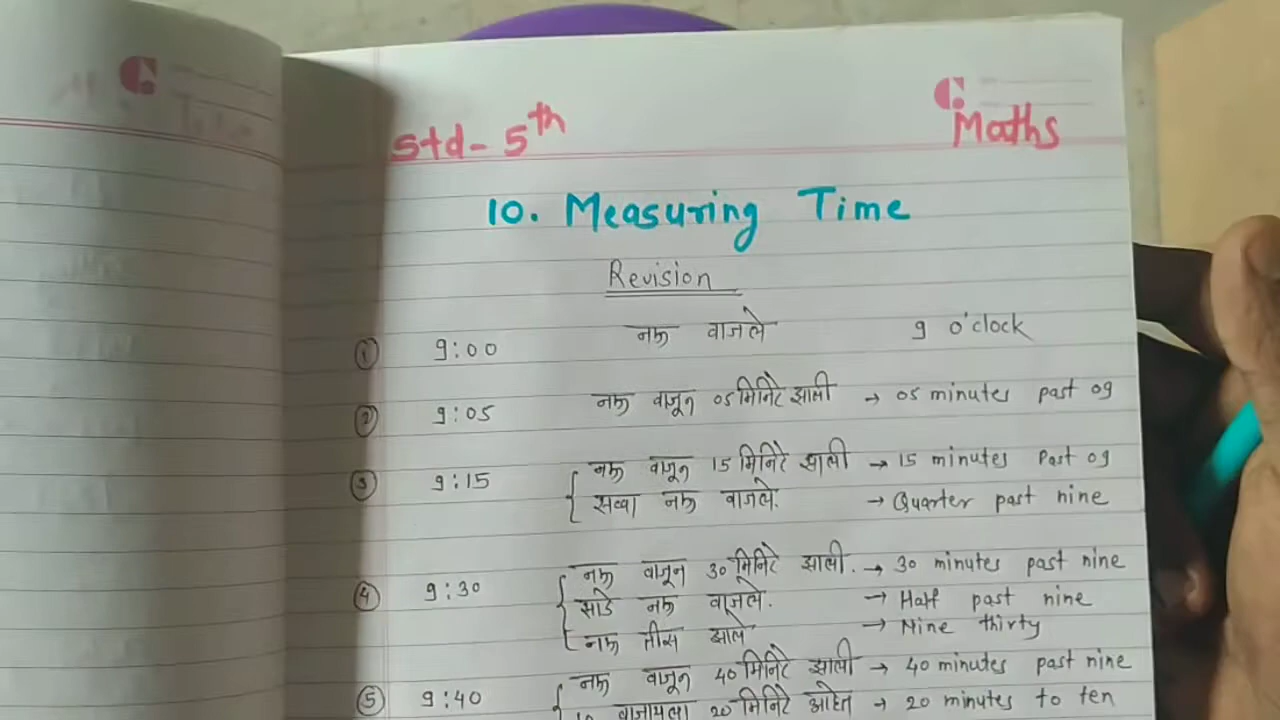 Std- 5th Maths
10. Measuring Time
Revision
① 9:00 नऊ वाजले 9 o'clock
② 9:05 नऊ वाजून 05 मिनिटे झाली → 05 minutes past 09
③ 9:15 नऊ वाजून 15 मिनिटे झाली → 15 minutes Past 09
सव्वा नऊ वाजले. → Quarter past nine
④ 9:30 नऊ वाजून 30 मिनिटे झाली. → 30 minutes past nine
साडे नऊ वाजले. → Half past nine
नऊ तीस झाले → Nine thirty
⑤ 9:40 नऊ वाजून 40 मिनिटे झाली → 40 minutes past nine
10 वाजायला 20 मिनिटे आहेत → 20 minutes to ten